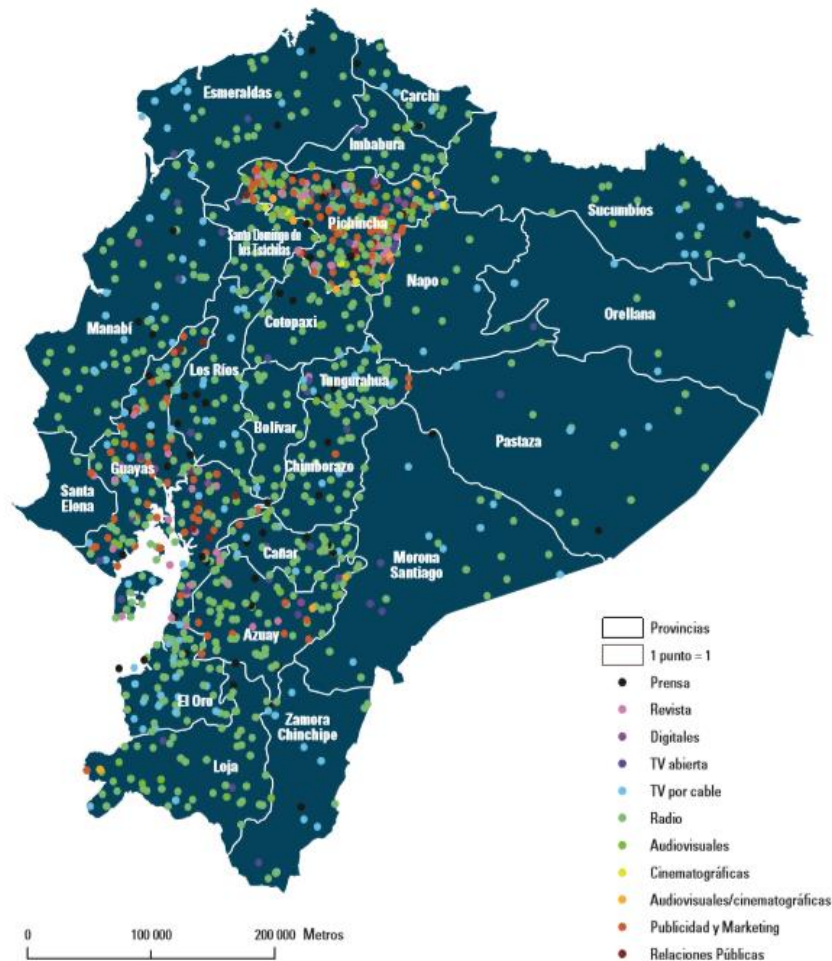 Esmeraldas
Carchi
Imbabura
Sucumbíos
Pichincha
Santo Domingo de
los Tsáchilas
Napo
Orellana
Cotopaxi
Manabí
Los Ríos
Tungurahua
Bolívar
Pastaza
Guayas
Chimborazo
Santa
Elena
Cañar
Morona
Santiago
Azuay
El Oro
Zamora
Chinchipe
Loja
Provincias
1 punto = 1
Prensa
Revista
Digitales
TV abierta
TV por cable
Radio
Audiovisuales
Cinematográficas
Audiovisuales/cinematográficas
Publicidad y Marketing
Relaciones Públicas
0 100 000 200 000 Metros